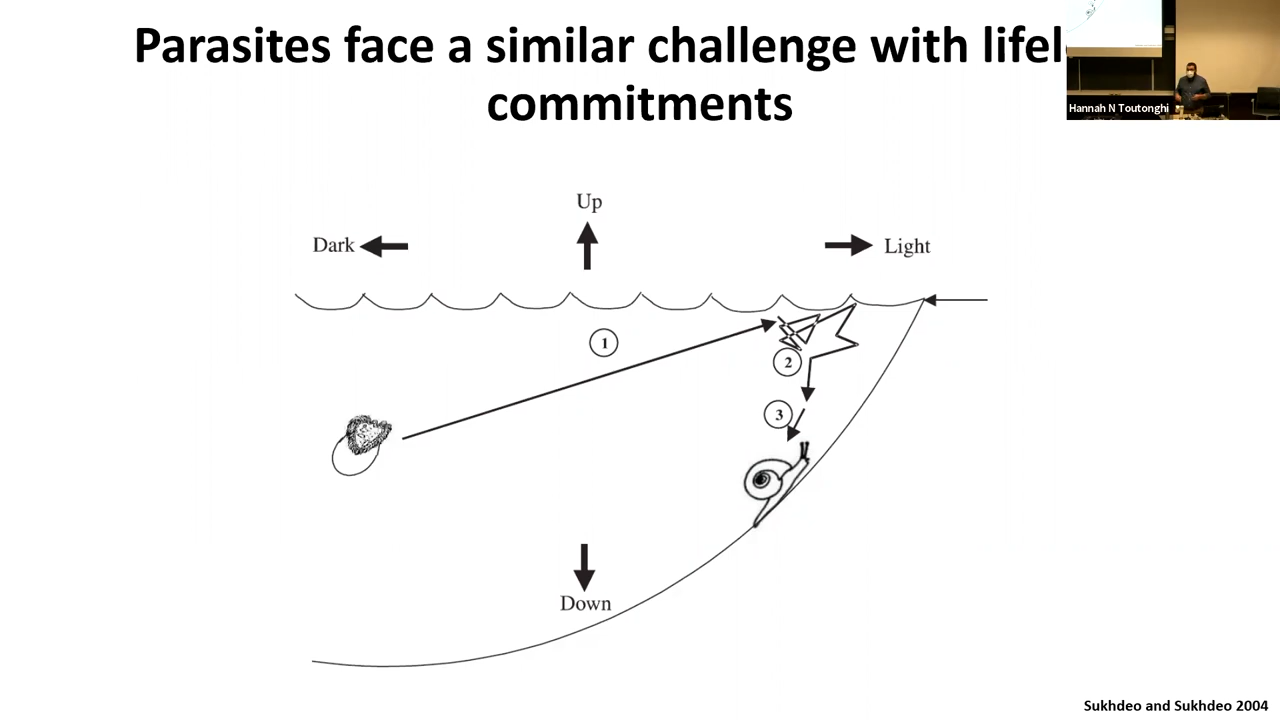 Parasites face a similar challenge with
commitments
Hannah N Toutonghi
Up
Dark
Light
1
2
3
Down
Sukhdeo and Sukhdeo 2004